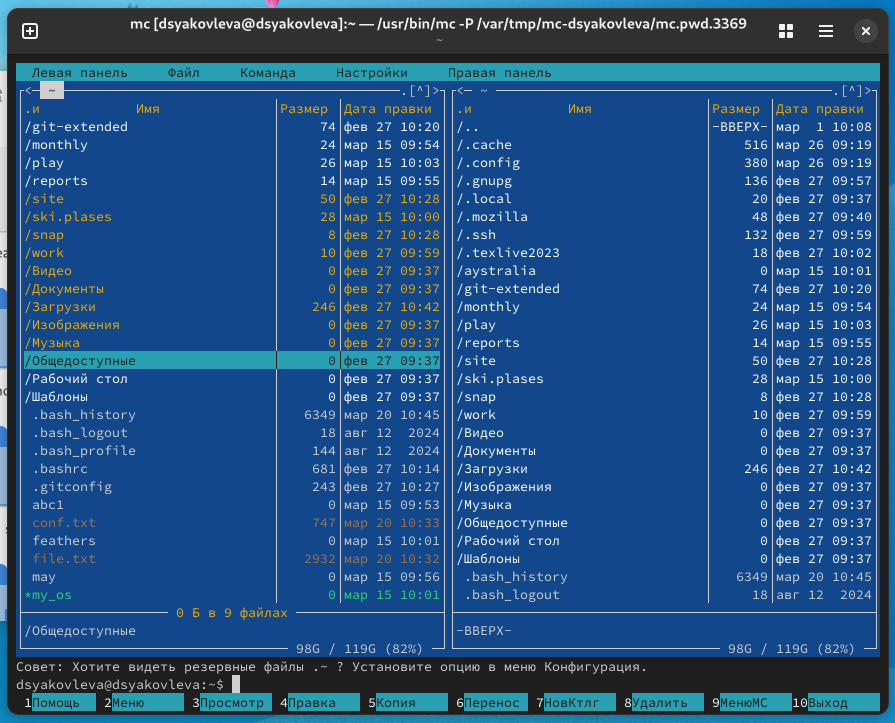 mc [dsyakovleva@dsyakovleva]:~ — /usr/bin/mc -P /var/tmp/mc-dsyakovleva/mc.pwd.3369
~
Левая панель Файл Команда Настройки Правая панель
<─ ~ .[^]>
.и Имя Размер Дата правки
/git-extended 74 фев 27 10:20
/monthly 24 мар 15 09:54
/play 26 мар 15 10:03
/reports 14 мар 15 09:55
/site 50 фев 27 10:28
/ski.plases 28 мар 15 10:00
/snap 8 фев 27 10:28
/work 10 фев 27 09:59
/Видео 0 фев 27 09:37
/Документы 0 фев 27 09:37
/Загрузки 246 фев 27 10:42
/Изображения 0 фев 27 09:37
/Музыка 0 фев 27 09:37
/Общедоступные 0 фев 27 09:37
/Рабочий стол 0 фев 27 09:37
/Шаблоны 0 фев 27 09:37
.bash_history 6349 мар 20 10:45
.bash_logout 18 авг 12 2024
.bash_profile 144 авг 12 2024
.bashrc 681 фев 27 10:14
.gitconfig 243 фев 27 10:27
abc1 0 мар 15 09:53
conf.txt 747 мар 20 10:33
feathers 0 мар 15 10:01
file.txt 2932 мар 20 10:32
may 0 мар 15 09:56
*my_os 0 мар 15 10:01
0 Б в 9 файлах
/Общедоступные
98G / 119G (82%)
<─ ~ .[^]>
.и Имя Размер Дата правки
/.. -ВВЕРХ- мар 1 10:08
/.cache 516 мар 26 09:19
/.config 380 мар 26 09:19
/.gnupg 136 фев 27 09:57
/.local 20 фев 27 09:37
/.mozilla 48 фев 27 09:40
/.ssh 132 фев 27 09:59
/.texlive2023 18 фев 27 10:02
/aystralia 0 мар 15 10:01
/git-extended 74 фев 27 10:20
/monthly 24 мар 15 09:54
/play 26 мар 15 10:03
/reports 14 мар 15 09:55
/site 50 фев 27 10:28
/ski.plases 28 мар 15 10:00
/snap 8 фев 27 10:28
/work 10 фев 27 09:59
/Видео 0 фев 27 09:37
/Документы 0 фев 27 09:37
/Загрузки 246 фев 27 10:42
/Изображения 0 фев 27 09:37
/Музыка 0 фев 27 09:37
/Общедоступные 0 фев 27 09:37
/Рабочий стол 0 фев 27 09:37
/Шаблоны 0 фев 27 09:37
.bash_history 6349 мар 20 10:45
.bash_logout 18 авг 12 2024
-ВВЕРХ-
98G / 119G (82%)
Совет: Хотите видеть резервные файлы .~ ? Установите опцию в меню Конфигурация.
dsyakovleva@dsyakovleva:~$
1Помощь 2Меню 3Просмотр 4Правка 5Копия 6Перенос 7НовКтлг 8Удалить 9МенюМС 10Выход